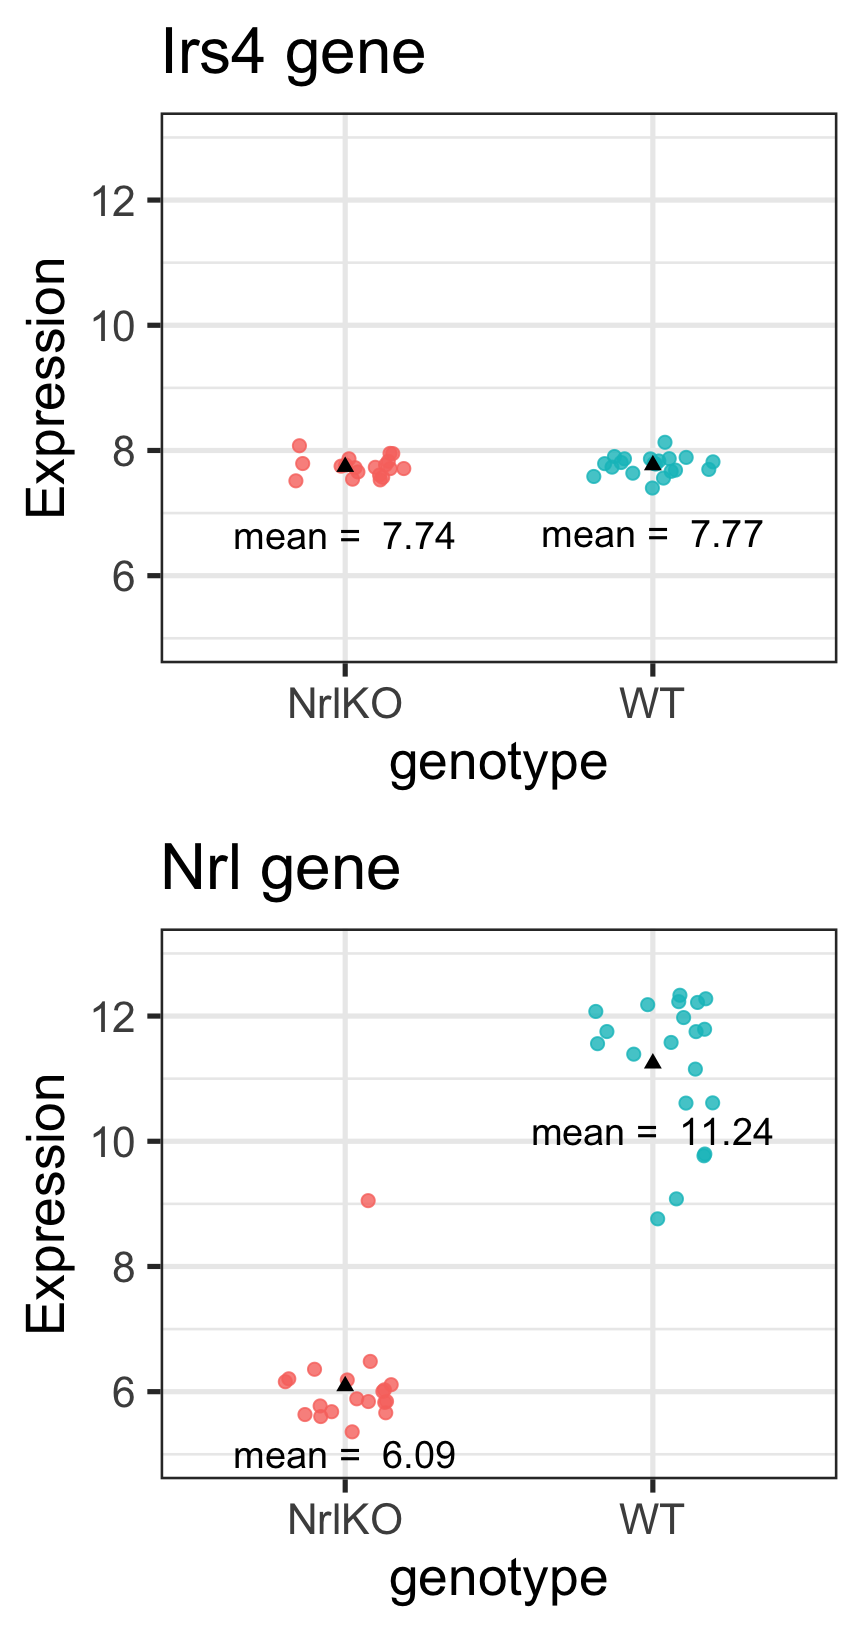 Irs4 gene
Expression
12
10
8
6
mean = 7.74
mean = 7.77
NrlKO
WT
genotype
Nrl gene
Expression
12
10
8
6
mean = 11.24
mean = 6.09
NrlKO
WT
genotype